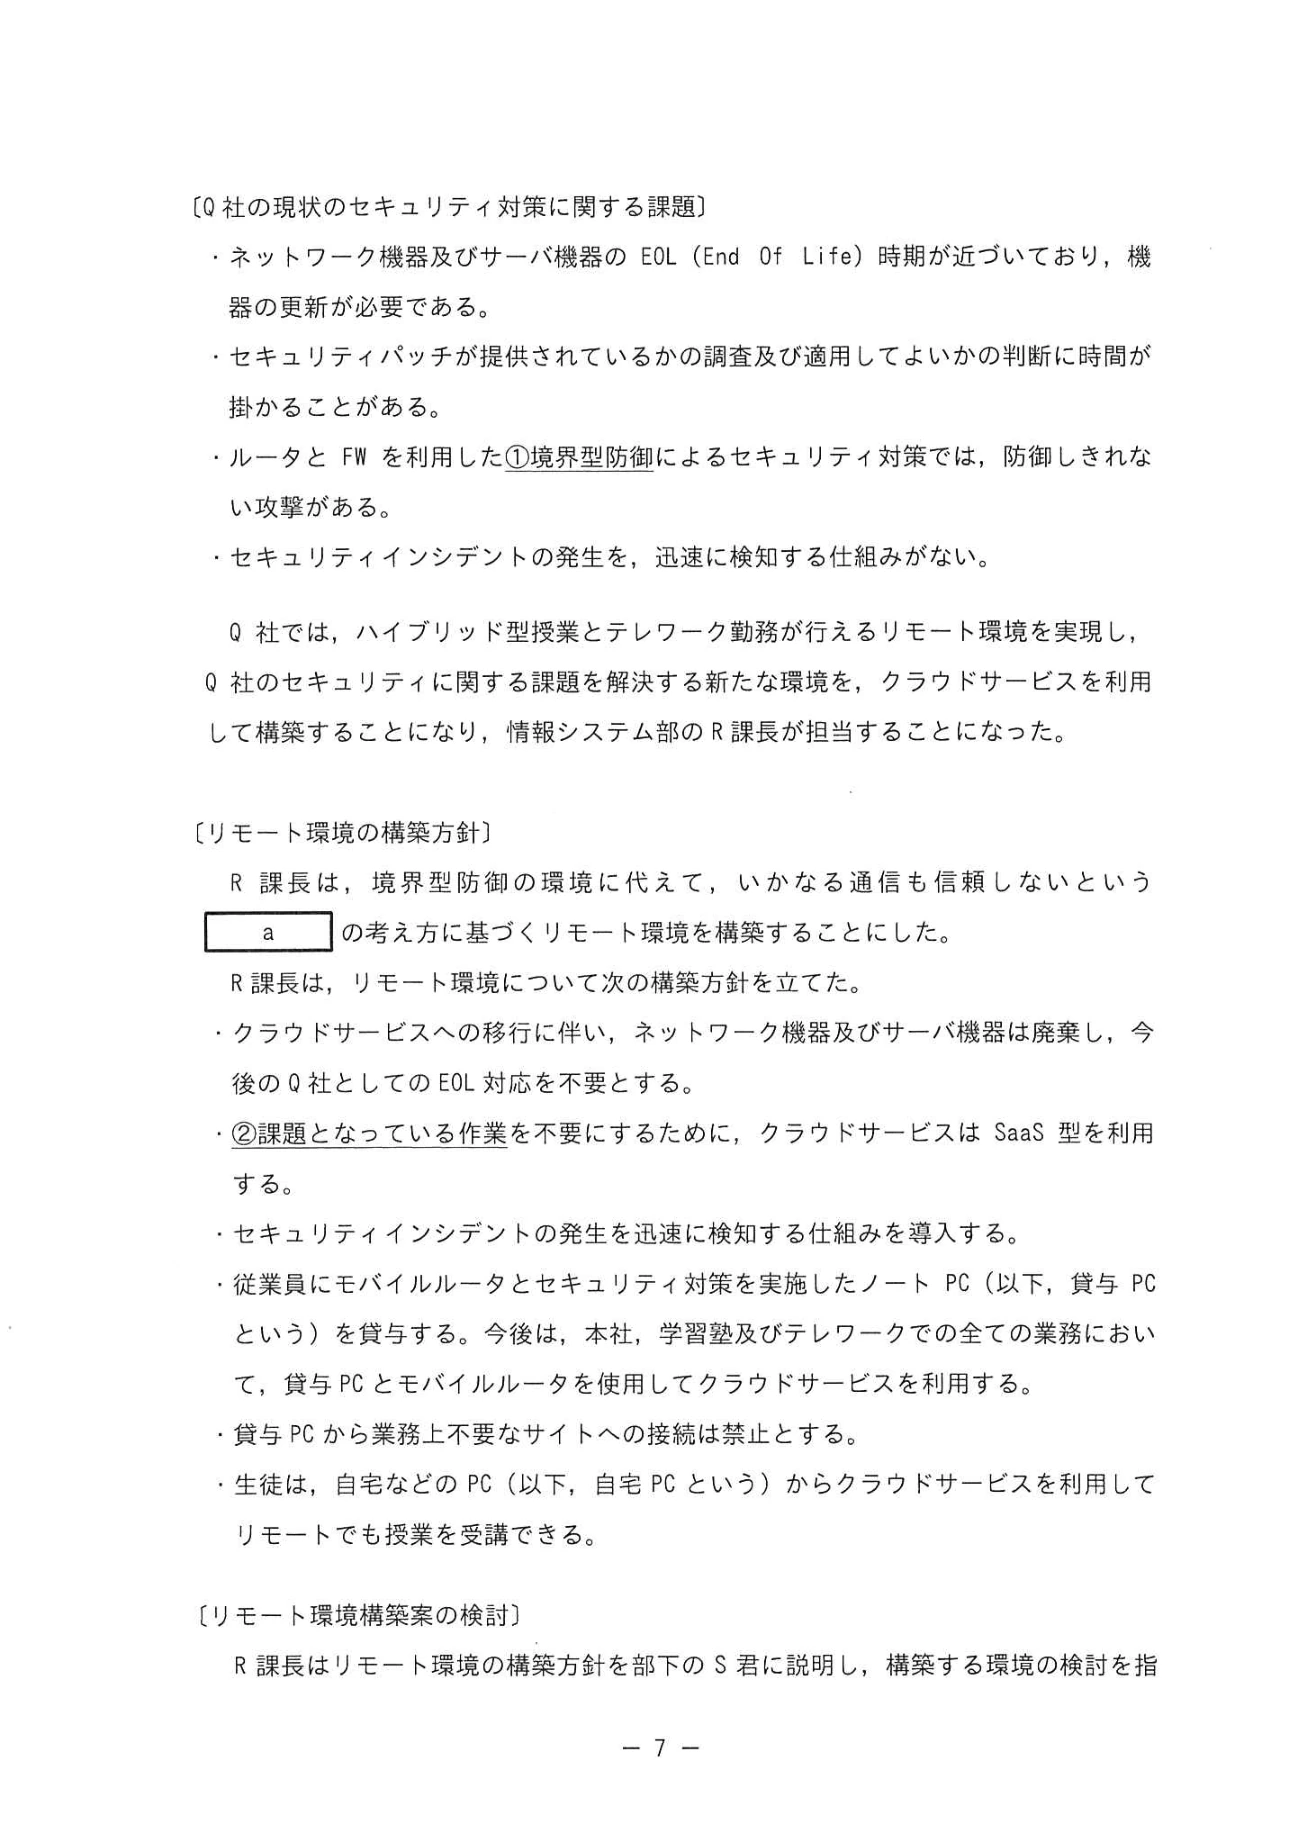 〔Q 社の現状のセキュリティ対策に関する課題〕
・ネットワーク機器及びサーバ機器の EOL（End Of Life）時期が近づいており，機
器の更新が必要である。
・セキュリティパッチが提供されているかの調査及び適用してよいかの判断に時間が
掛かることがある。
・ルータと FW を利用した①境界型防御によるセキュリティ対策では，防御しきれな
い攻撃がある。
・セキュリティインシデントの発生を，迅速に検知する仕組みがない。
Q 社では，ハイブリッド型授業とテレワーク勤務が行えるリモート環境を実現し，
Q 社のセキュリティに関する課題を解決する新たな環境を，クラウドサービスを利用
して構築することになり，情報システム部の R 課長が担当することになった。
〔リモート環境の構築方針〕
R 課長は，境界型防御の環境に代えて，いかなる通信も信頼しないという
a の考え方に基づくリモート環境を構築することにした。
R 課長は，リモート環境について次の構築方針を立てた。
・クラウドサービスへの移行に伴い，ネットワーク機器及びサーバ機器は廃棄し，今
後の Q 社としての EOL 対応を不要とする。
・②課題となっている作業を不要にするために，クラウドサービスは SaaS 型を利用
する。
・セキュリティインシデントの発生を迅速に検知する仕組みを導入する。
・従業員にモバイルルータとセキュリティ対策を実施したノート PC（以下，貸与 PC
という）を貸与する。今後は，本社，学習塾及びテレワークでの全ての業務におい
て，貸与 PC とモバイルルータを使用してクラウドサービスを利用する。
・貸与 PC から業務上不要なサイトへの接続は禁止とする。
・生徒は，自宅などの PC（以下，自宅 PC という）からクラウドサービスを利用して
リモートでも授業を受講できる。
〔リモート環境構築案の検討〕
R 課長はリモート環境の構築方針を部下の S 君に説明し，構築する環境の検討を指
－ 7 －